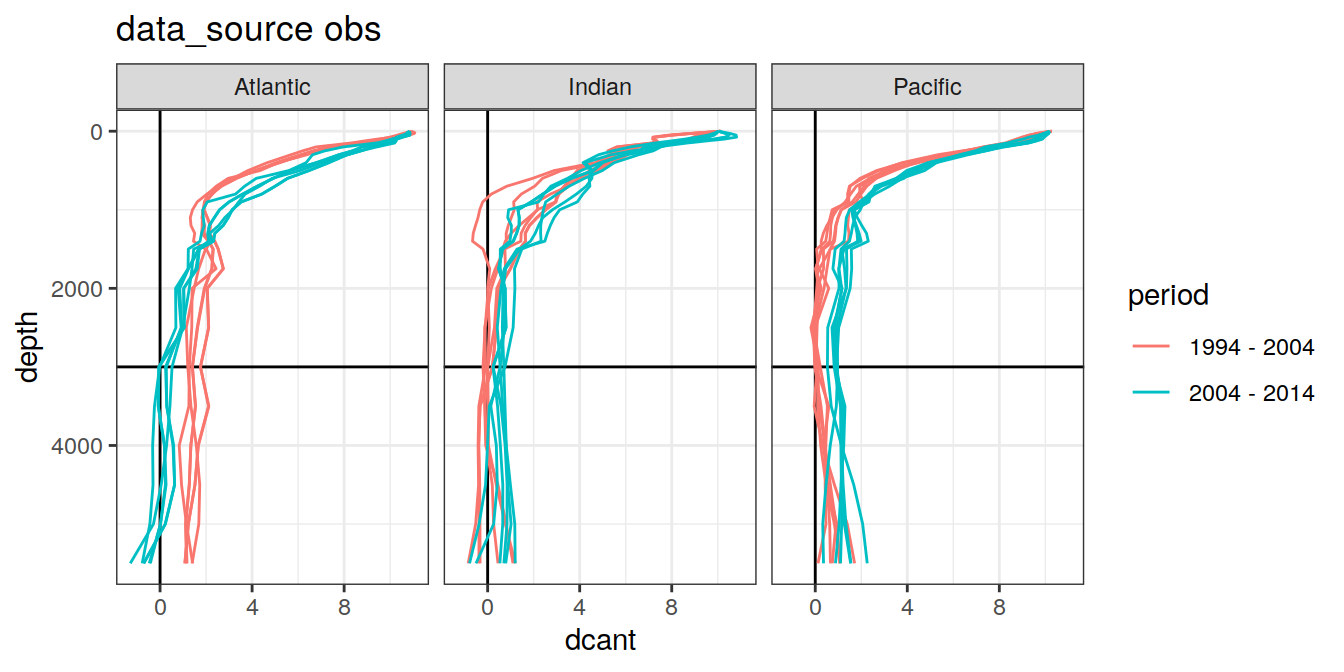 data_source obs
Atlantic
Indian
Pacific
depth
0
2000
4000
0 4 8
0 4 8
0 4 8
dcant
period
1994 - 2004
2004 - 2014